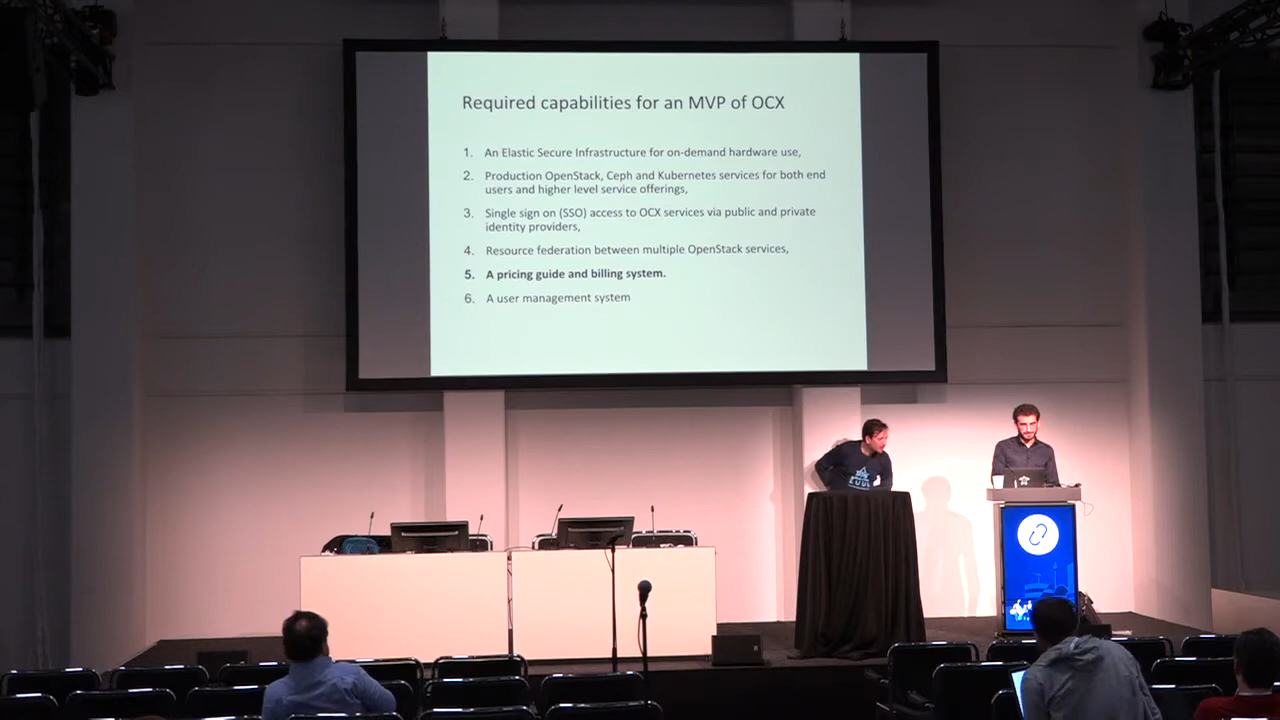 Required capabilities for an MVP of OCX
1. An Elastic Secure Infrastructure for on-demand hardware use,
2. Production OpenStack, Ceph and Kubernetes services for both end
users and higher level service offerings,
3. Single sign on (SSO) access to OCX services via public and private
identity providers,
4. Resource federation between multiple OpenStack services,
5. A pricing guide and billing system.
6. A user management system
ZUUL